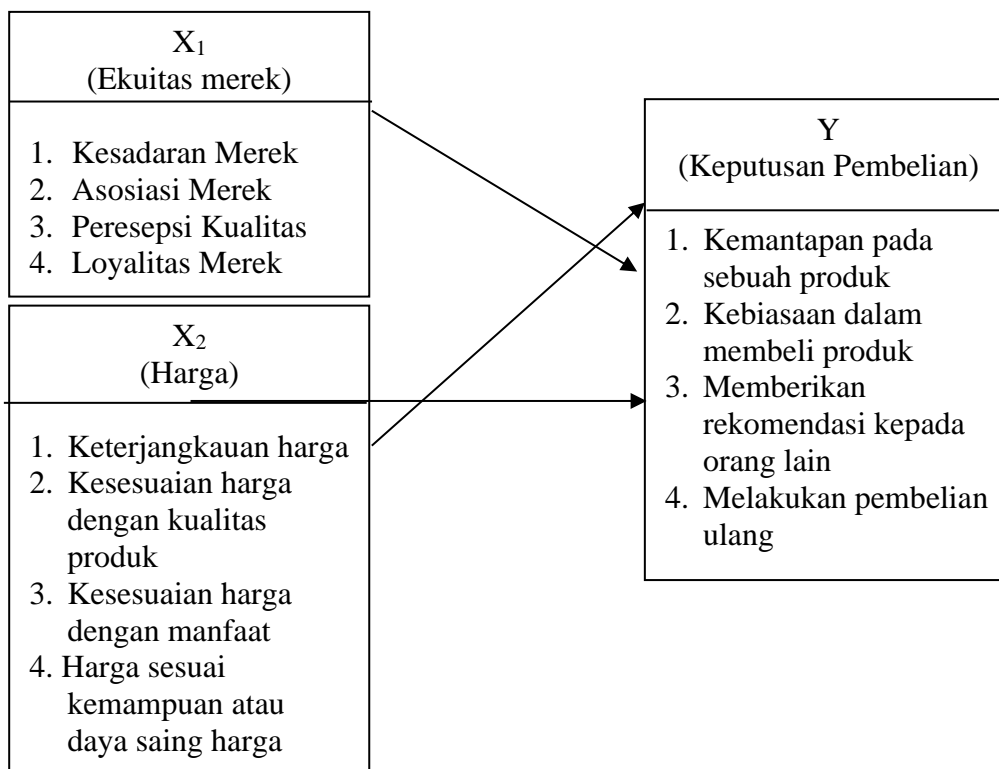 X₁
(Ekuitas merek)
1. Kesadaran Merek
2. Asosiasi Merek
3. Peresepsi Kualitas
4. Loyalitas Merek
X₂
(Harga)
1. Keterjangkauan harga
2. Kesesuaian harga
dengan kualitas
produk
3. Kesesuaian harga
dengan manfaat
4. Harga sesuai
kemampuan atau
daya saing harga
Y
(Keputusan Pembelian)
1. Kemantapan pada
sebuah produk
2. Kebiasaan dalam
membeli produk
3. Memberikan
rekomendasi kepada
orang lain
4. Melakukan pembelian
ulang